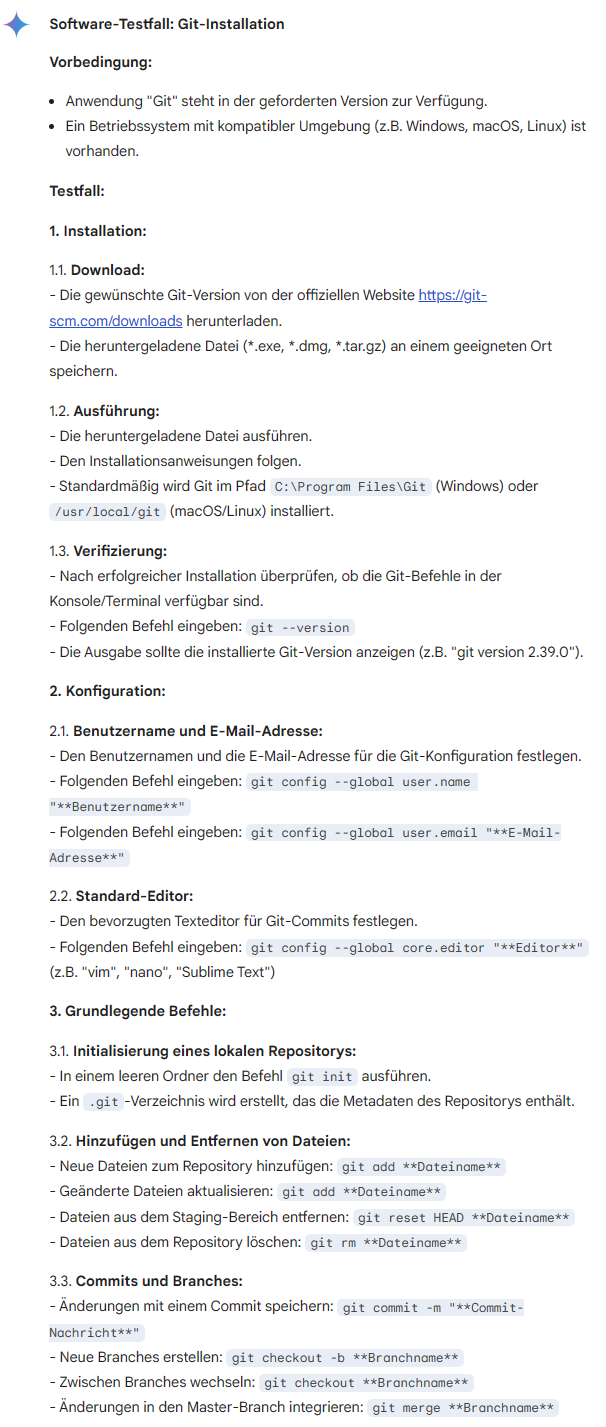 Software-Testfall: Git-Installation
Vorbedingung:
• Anwendung "Git" steht in der geforderten Version zur Verfügung.
• Ein Betriebssystem mit kompatibler Umgebung (z.B. Windows, macOS, Linux) ist
vorhanden.
Testfall:
1. Installation:
1.1. Download:
- Die gewünschte Git-Version von der offiziellen Website https://git-
scm.com/downloads herunterladen.
- Die heruntergeladene Datei (*.exe, *.dmg, *.tar.gz) an einem geeigneten Ort
speichern.
1.2. Ausführung:
- Die heruntergeladene Datei ausführen.
- Den Installationsanweisungen folgen.
- Standardmäßig wird Git im Pfad C:\Program Files\Git (Windows) oder
/usr/local/git (macOS/Linux) installiert.
1.3. Verifizierung:
- Nach erfolgreicher Installation überprüfen, ob die Git-Befehle in der
Konsole/Terminal verfügbar sind.
- Folgenden Befehl eingeben: git --version
- Die Ausgabe sollte die installierte Git-Version anzeigen (z.B. "git version 2.39.0").
2. Konfiguration:
2.1. Benutzername und E-Mail-Adresse:
- Den Benutzernamen und die E-Mail-Adresse für die Git-Konfiguration festlegen.
- Folgenden Befehl eingeben: git config --global user.name
"**Benutzername**"
- Folgenden Befehl eingeben: git config --global user.email "**E-Mail-
Adresse**"
2.2. Standard-Editor:
- Den bevorzugten Texteditor für Git-Commits festlegen.
- Folgenden Befehl eingeben: git config --global core.editor "**Editor**"
(z.B. "vim", "nano", "Sublime Text")
3. Grundlegende Befehle:
3.1. Initialisierung eines lokalen Repositorys:
- In einem leeren Ordner den Befehl git init ausführen.
- Ein .git-Verzeichnis wird erstellt, das die Metadaten des Repositorys enthält.
3.2. Hinzufügen und Entfernen von Dateien:
- Neue Dateien zum Repository hinzufügen: git add **Dateiname**
- Geänderte Dateien aktualisieren: git add **Dateiname**
- Dateien aus dem Staging-Bereich entfernen: git reset HEAD **Dateiname**
- Dateien aus dem Repository löschen: git rm **Dateiname**
3.3. Commits und Branches:
- Änderungen mit einem Commit speichern: git commit -m "**Commit-
Nachricht**"
- Neue Branches erstellen: git checkout -b **Branchname**
- Zwischen Branches wechseln: git checkout **Branchname**
- Änderungen in den Master-Branch integrieren: git merge **Branchname**